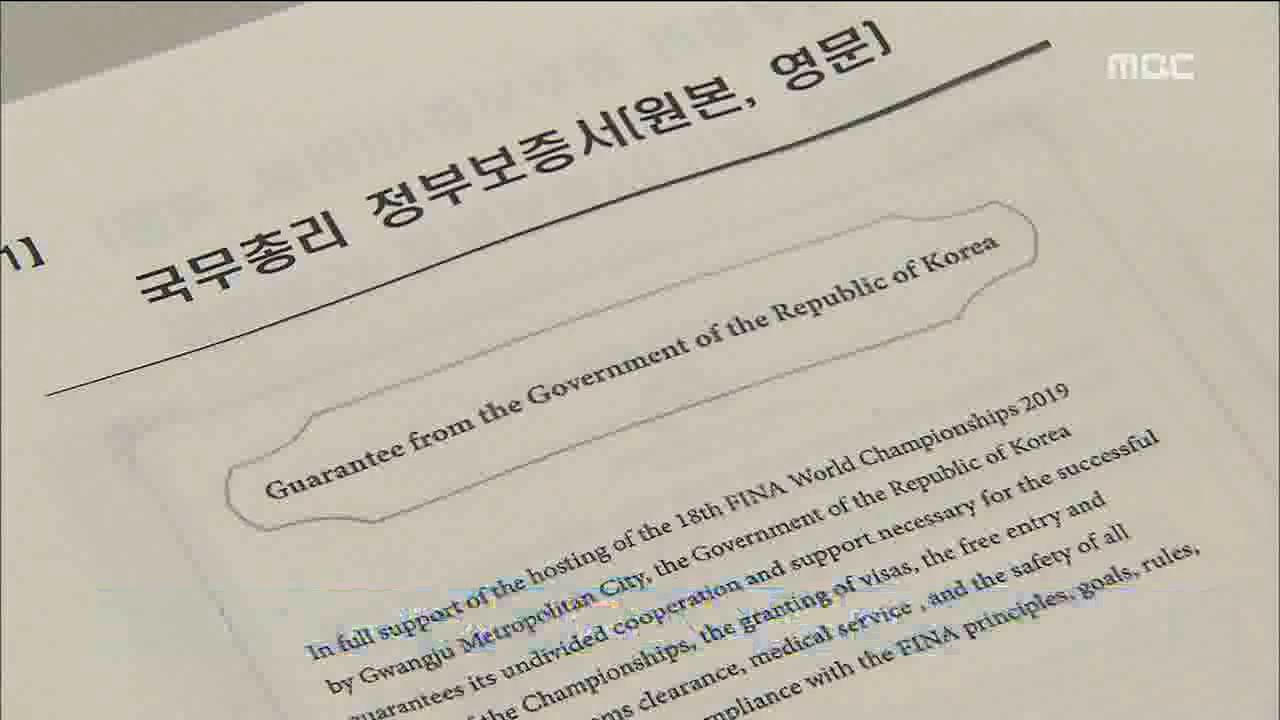 MBC
1]
국무총리 정부보증서[원본, 영문]
Guarantee from the Government of the Republic of Korea
In full support of the hosting of the 18th FINA World Championships 2019
by Gwangju Metropolitan City, the Government of the Republic of Korea
guarantees its undivided cooperation and support necessary for the successful
the Championships, the granting of visas, the free entry and
clearance, medical service , and the safety of all
with the FINA principles, goals, rules,